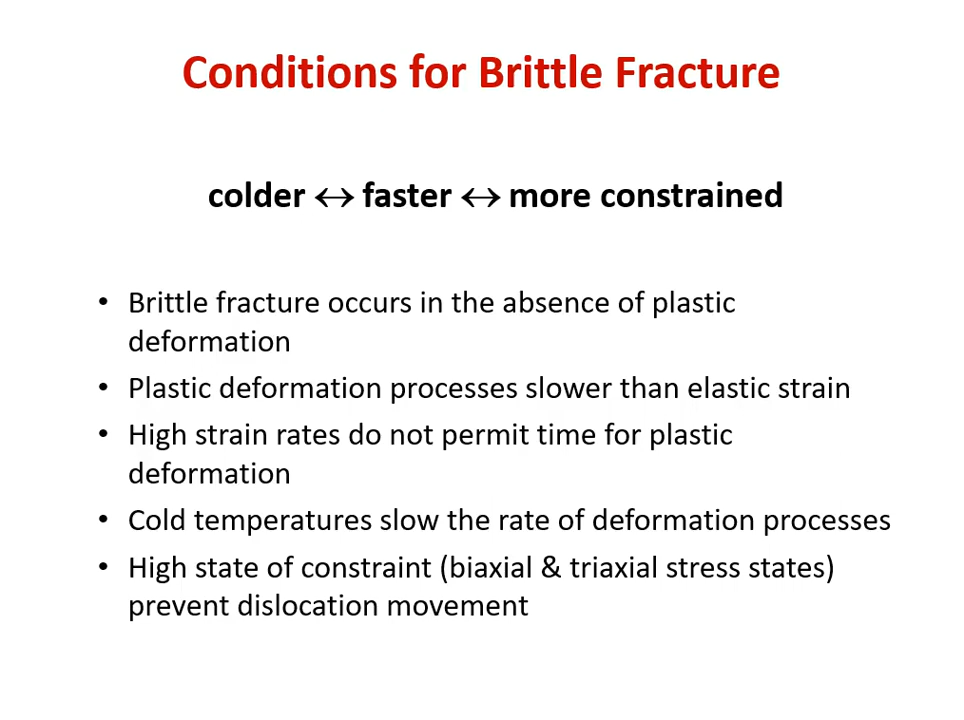 Conditions for Brittle Fracture
colder ↔ faster ↔ more constrained
• Brittle fracture occurs in the absence of plastic
deformation
• Plastic deformation processes slower than elastic strain
• High strain rates do not permit time for plastic
deformation
• Cold temperatures slow the rate of deformation processes
• High state of constraint (biaxial & triaxial stress states)
prevent dislocation movement